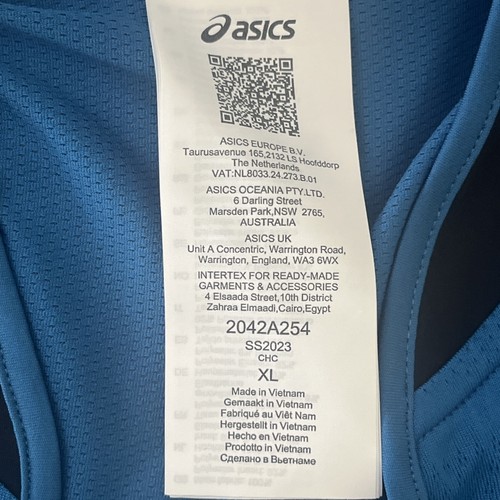 asics
ASICS EUROPE B.V.
Taurusavenue 165,2132 LS Hoofddorp
The Netherlands
VAT:NL8033.24.273.B.01
ASICS OCEANIA PTY.LTD.
6 Darling Street
Marsden Park,NSW 2765,
AUSTRALIA
ASICS UK
Unit A Concentric, Warrington Road,
Warrington, England, WA3 6WX
INTERTEX FOR READY-MADE
GARMENTS & ACCESSORIES
4 Elsaada Street,10th District
Zahraa Elmaadi,Cairo,Egypt
2042A254
SS2023
CHC
XL
Made in Vietnam
Gemaakt in Vietnam
Fabriqué au Viêt Nam
Hergestellt in Vietnam
Hecho en Vietnam
Prodotto in Vietnam
Сделано в Вьетнаме